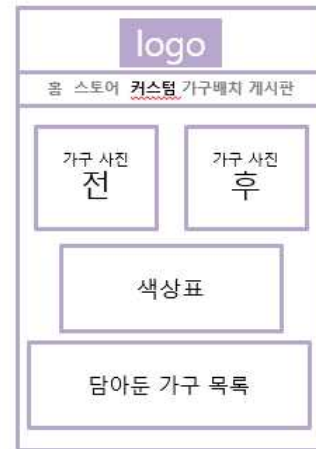 logo
홈 스토어 커스텀 가구배치 게시판
가구 사진
전
가구 사진
후
색상표
담아둔 가구 목록